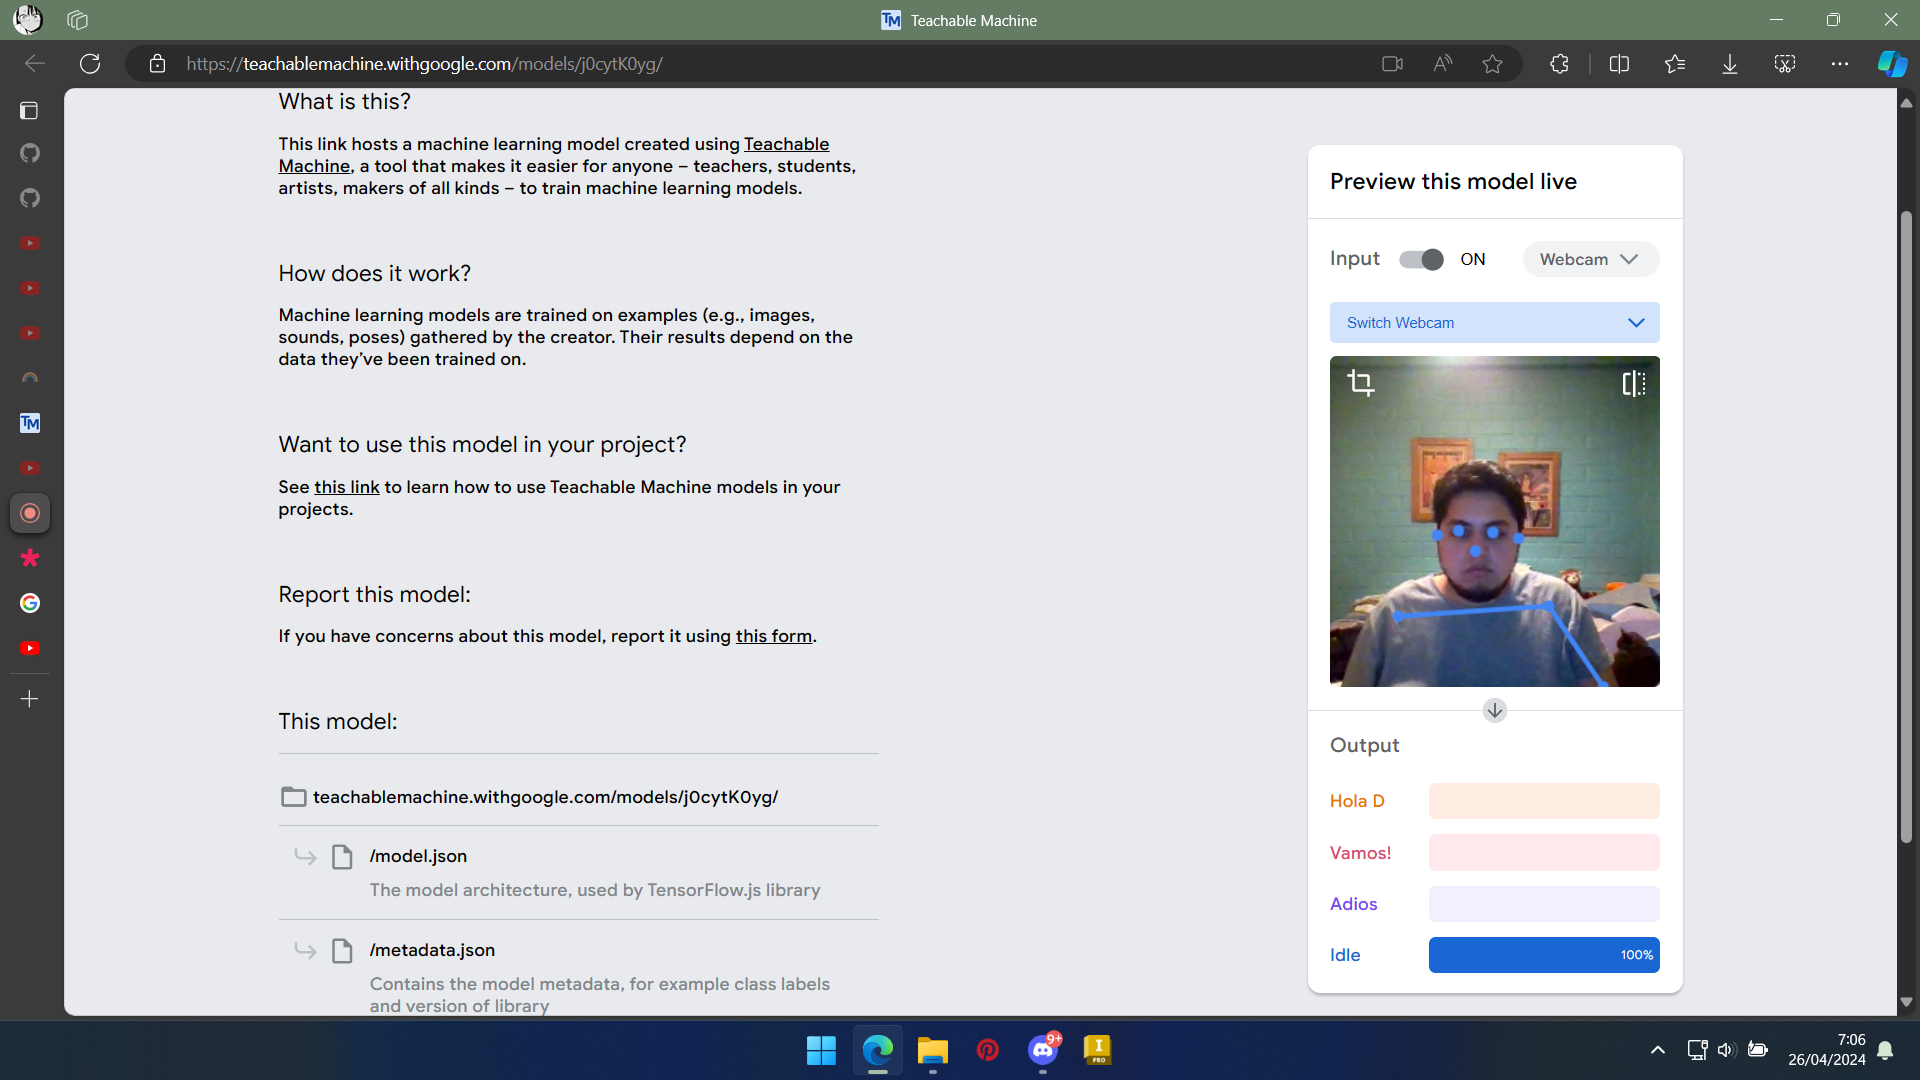 Teachable Machine
https://teachablemachine.withgoogle.com/models/j0cytK0yg/
What is this?
This link hosts a machine learning model created using Teachable
Machine, a tool that makes it easier for anyone – teachers, students,
artists, makers of all kinds – to train machine learning models.
How does it work?
Machine learning models are trained on examples (e.g., images,
sounds, poses) gathered by the creator. Their results depend on the
data they’ve been trained on.
Want to use this model in your project?
See this link to learn how to use Teachable Machine models in your
projects.
Report this model:
If you have concerns about this model, report it using this form.
This model:
teachablemachine.withgoogle.com/models/j0cytK0yg/
/model.json
The model architecture, used by TensorFlow.js library
/metadata.json
Contains the model metadata, for example class labels
and version of library
Preview this model live
Input ON Webcam
Switch Webcam
Output
Hola D
Vamos!
Adios
Idle 100%
TM
TM
9+
I
PRO
7:06
26/04/2024